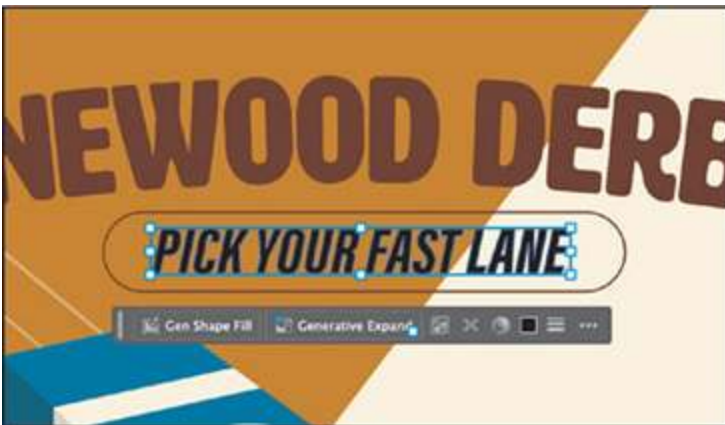 NEWOOD DERB
PICK YOUR FAST LANE
Gen Shape Fill Generative Expand